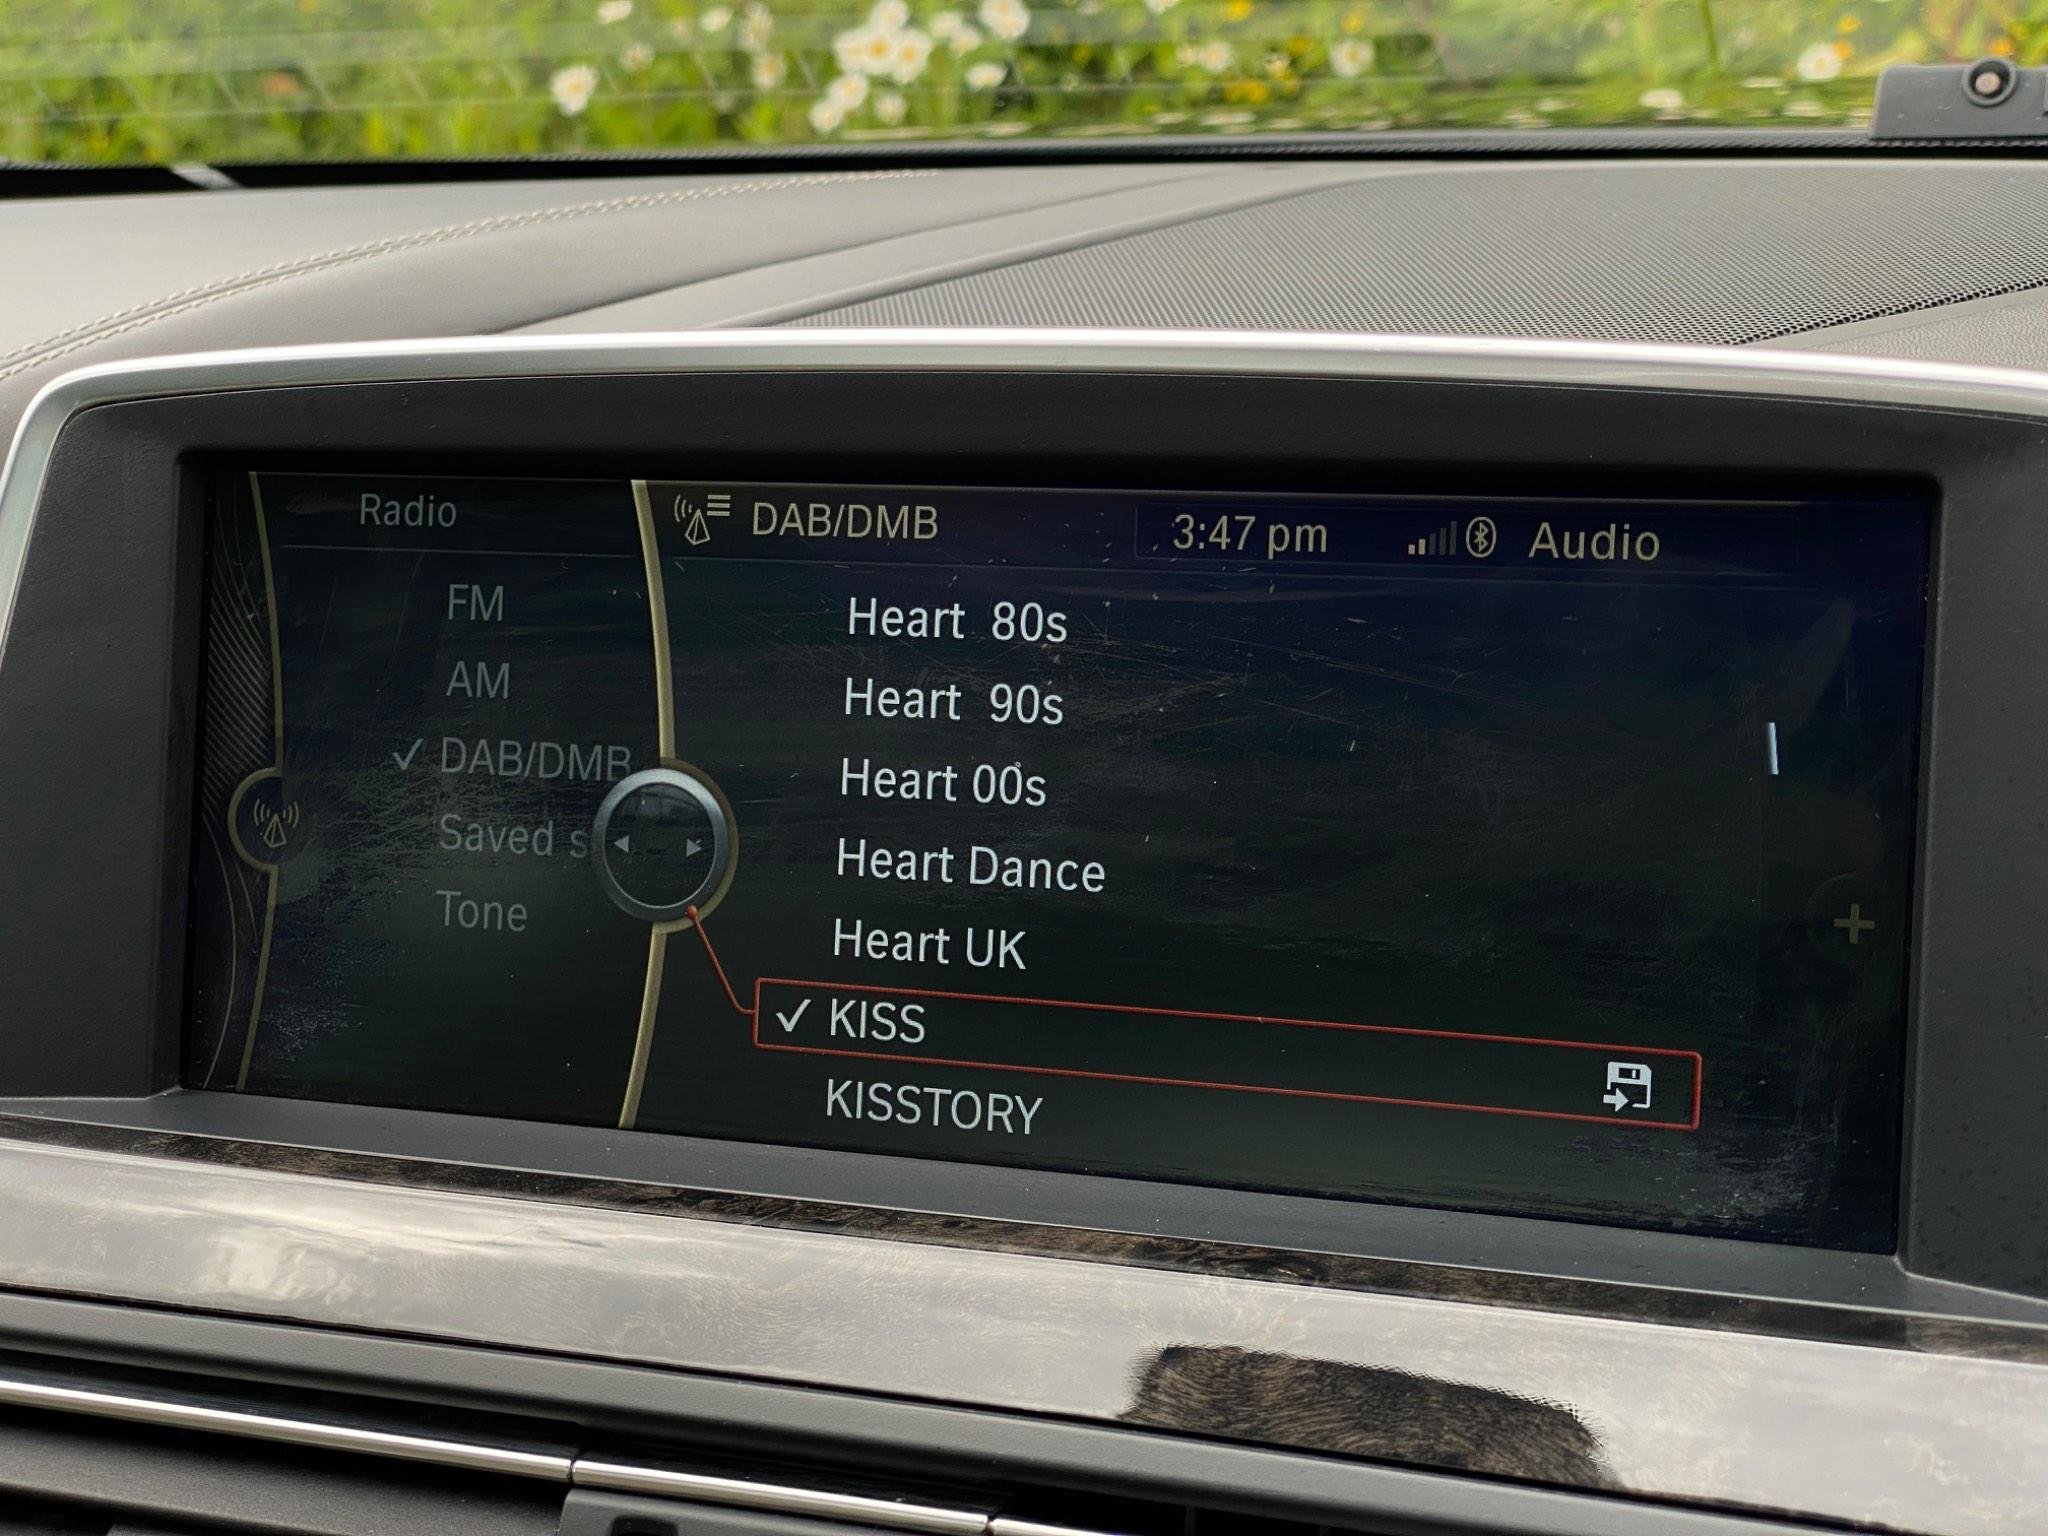 Radio
FM
AM
✓ DAB/DMB
Saved
Tone
DAB/DMB 3:47 pm Audio
Heart 80s
Heart 90s
Heart 00s
Heart Dance
Heart UK
✓ KISS
KISSTORY